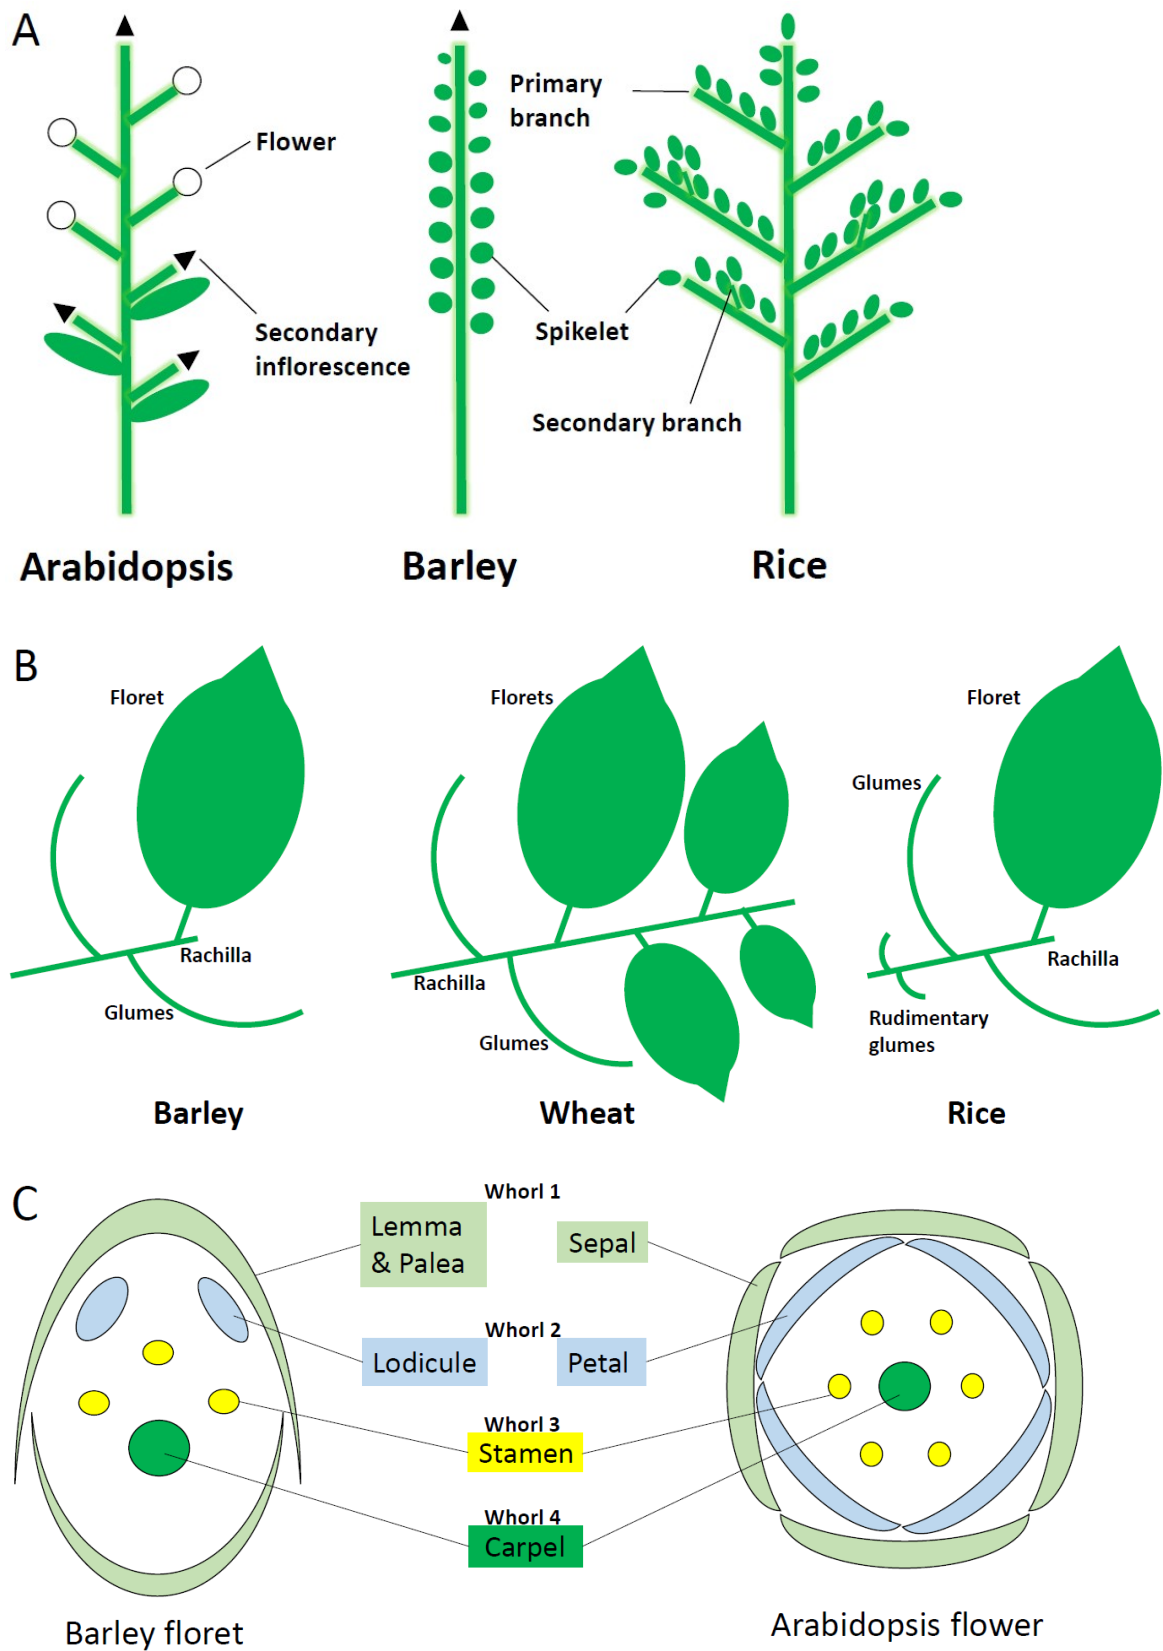 A
Primary
branch
Flower
Secondary
inflorescence
Spikelet
Secondary branch
Arabidopsis
Barley
Rice
B
Floret
Rachilla
Glumes
Barley
Florets
Rachilla
Glumes
Wheat
Floret
Glumes
Rachilla
Rudimentary
glumes
Rice
C
Whorl 1
Lemma
& Palea
Sepal
Whorl 2
Lodicule
Petal
Whorl 3
Stamen
Whorl 4
Carpel
Barley floret
Arabidopsis flower